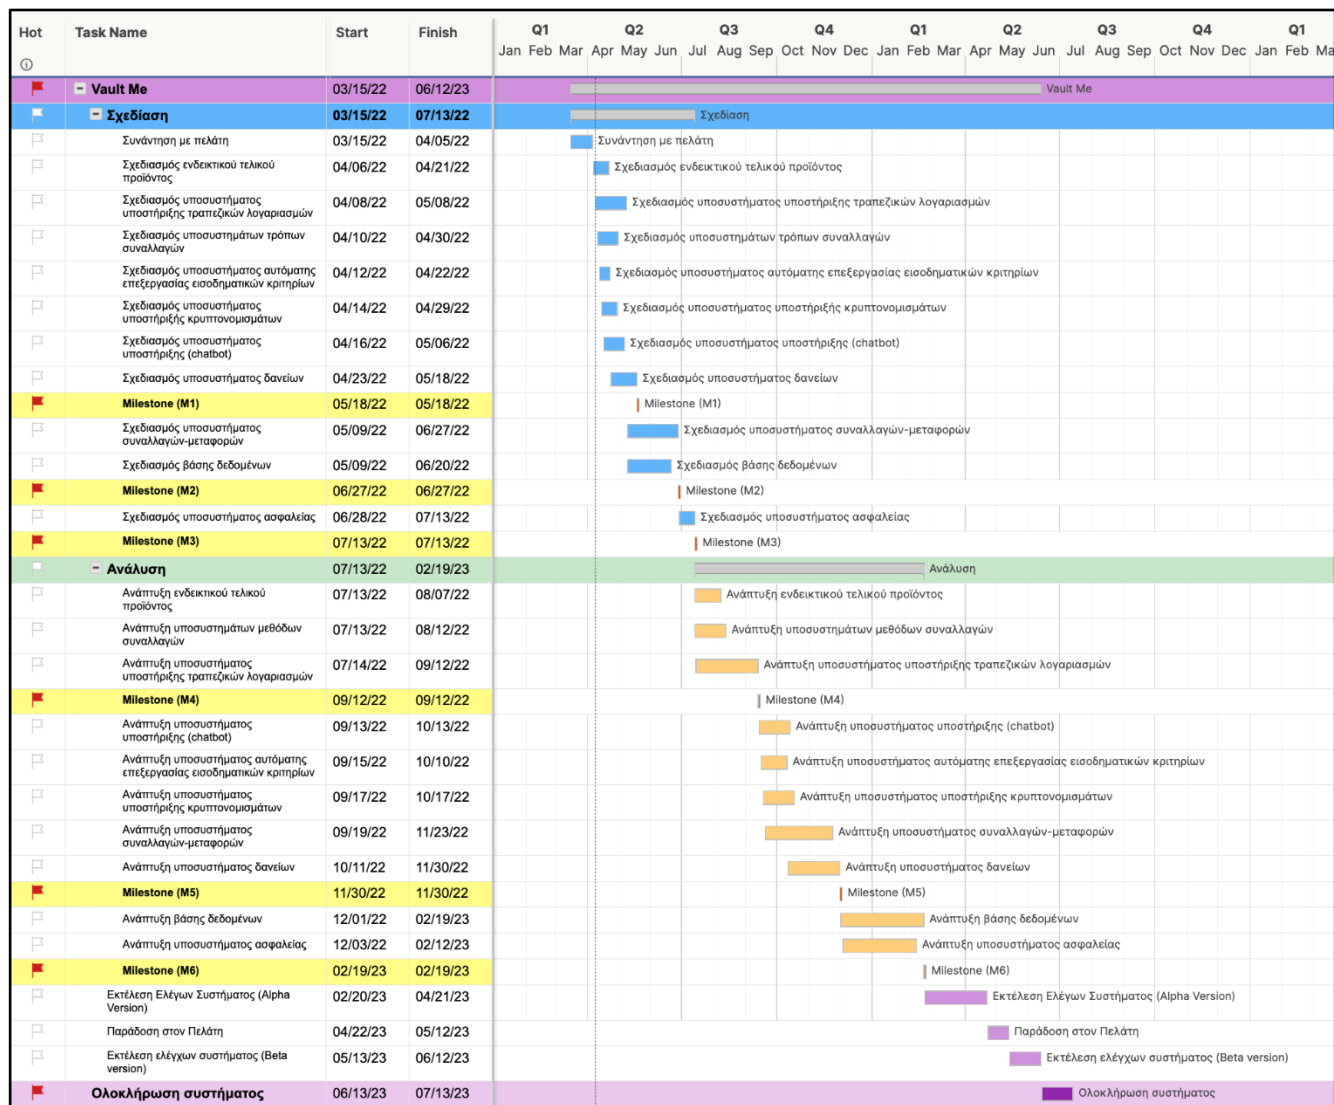 Hot Task Name Start Finish Q1 Q2 Q3 Q4 Q1 Q2 Q3 Q4 Q1
Jan Feb Mar Apr May Jun Jul Aug Sep Oct Nov Dec Jan Feb Mar Apr May Jun Jul Aug Sep Oct Nov Dec Jan Feb Ma
Vault Me 03/15/22 06/12/23 Vault Me
Σχεδίαση 03/15/22 07/13/22 Σχεδίαση
Συνάντηση με πελάτη 03/15/22 04/05/22 Συνάντηση με πελάτη
Σχεδιασμός ενδεικτικού τελικού
προϊόντος 04/06/22 04/21/22 Σχεδιασμός ενδεικτικού τελικού προϊόντος
Σχεδιασμός υποσυστήματος
υποστήριξης τραπεζικών λογαριασμών 04/08/22 05/08/22 Σχεδιασμός υποσυστήματος υποστήριξης τραπεζικών λογαριασμών
Σχεδιασμός υποσυστημάτων τρόπων
συναλλαγών 04/10/22 04/30/22 Σχεδιασμός υποσυστημάτων τρόπων συναλλαγών
Σχεδιασμός υποσυστήματος αυτόματης
επεξεργασίας εισοδηματικών κριτηρίων 04/12/22 04/22/22 Σχεδιασμός υποσυστήματος αυτόματης επεξεργασίας εισοδηματικών κριτηρίων
Σχεδιασμός υποσυστήματος
υποστήριξής κρυπτονομισμάτων 04/14/22 04/29/22 Σχεδιασμός υποσυστήματος υποστήριξής κρυπτονομισμάτων
Σχεδιασμός υποσυστήματος
υποστήριξης (chatbot) 04/16/22 05/06/22 Σχεδιασμός υποσυστήματος υποστήριξης (chatbot)
Σχεδιασμός υποσυστήματος δανείων 04/23/22 05/18/22 Σχεδιασμός υποσυστήματος δανείων
Milestone (M1) 05/18/22 05/18/22 Milestone (M1)
Σχεδιασμός υποσυστήματος
συναλλαγών-μεταφορών 05/09/22 06/27/22 Σχεδιασμός υποσυστήματος συναλλαγών-μεταφορών
Σχεδιασμός βάσης δεδομένων 05/09/22 06/20/22 Σχεδιασμός βάσης δεδομένων
Milestone (M2) 06/27/22 06/27/22 Milestone (M2)
Σχεδιασμός υποσυστήματος ασφαλείας 06/28/22 07/13/22 Σχεδιασμός υποσυστήματος ασφαλείας
Milestone (M3) 07/13/22 07/13/22 Milestone (M3)
Ανάλυση 07/13/22 02/19/23 Ανάλυση
Ανάπτυξη ενδεικτικού τελικού
προϊόντος 07/13/22 08/07/22 Ανάπτυξη ενδεικτικού τελικού προϊόντος
Ανάπτυξη υποσυστημάτων μεθόδων
συναλλαγών 07/13/22 08/12/22 Ανάπτυξη υποσυστημάτων μεθόδων συναλλαγών
Ανάπτυξη υποσυστήματος
υποστήριξης τραπεζικών λογαριασμών 07/14/22 09/12/22 Ανάπτυξη υποσυστήματος υποστήριξης τραπεζικών λογαριασμών
Milestone (M4) 09/12/22 09/12/22 Milestone (M4)
Ανάπτυξη υποσυστήματος
υποστήριξης (chatbot) 09/13/22 10/13/22 Ανάπτυξη υποσυστήματος υποστήριξης (chatbot)
Ανάπτυξη υποσυστήματος αυτόματης
επεξεργασίας εισοδηματικών κριτηρίων 09/15/22 10/10/22 Ανάπτυξη υποσυστήματος αυτόματης επεξεργασίας εισοδηματικών κριτηρίων
Ανάπτυξη υποσυστήματος
υποστήριξης κρυπτονομισμάτων 09/17/22 10/17/22 Ανάπτυξη υποσυστήματος υποστήριξης κρυπτονομισμάτων
Ανάπτυξη υποσυστήματος
συναλλαγών-μεταφορών 09/19/22 11/23/22 Ανάπτυξη υποσυστήματος συναλλαγών-μεταφορών
Ανάπτυξη υποσυστήματος δανείων 10/11/22 11/30/22 Ανάπτυξη υποσυστήματος δανείων
Milestone (M5) 11/30/22 11/30/22 Milestone (M5)
Ανάπτυξη βάσης δεδομένων 12/01/22 02/19/23 Ανάπτυξη βάσης δεδομένων
Ανάπτυξη υποσυστήματος ασφαλείας 12/03/22 02/12/23 Ανάπτυξη υποσυστήματος ασφαλείας
Milestone (M6) 02/19/23 02/19/23 Milestone (M6)
Εκτέλεση Ελέγων Συστήματος (Alpha
Version) 02/20/23 04/21/23 Εκτέλεση Ελέγων Συστήματος (Alpha Version)
Παράδοση στον Πελάτη 04/22/23 05/12/23 Παράδοση στον Πελάτη
Εκτέλεση ελέγχων συστήματος (Beta
version) 05/13/23 06/12/23 Εκτέλεση ελέγχων συστήματος (Beta version)
Ολοκλήρωση συστήματος 06/13/23 07/13/23 Ολοκλήρωση συστήματος